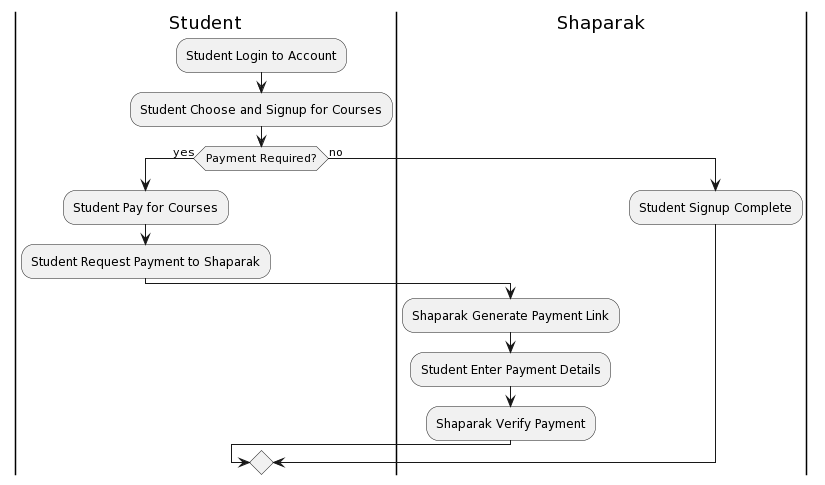 Student
Shaparak
Student Login to Account
Student Choose and Signup for Courses
yes
Payment Required?
no
Student Pay for Courses
Student Signup Complete
Student Request Payment to Shaparak
Shaparak Generate Payment Link
Student Enter Payment Details
Shaparak Verify Payment